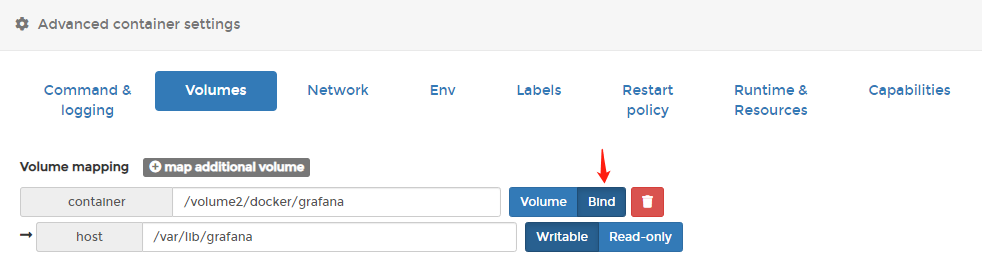 Advanced container settings
Command & logging
Volumes
Network
Env
Labels
Restart policy
Runtime & Resources
Capabilities
Volume mapping map additional volume
container /volume2/docker/grafana Volume Bind
host /var/lib/grafana Writable Read-only